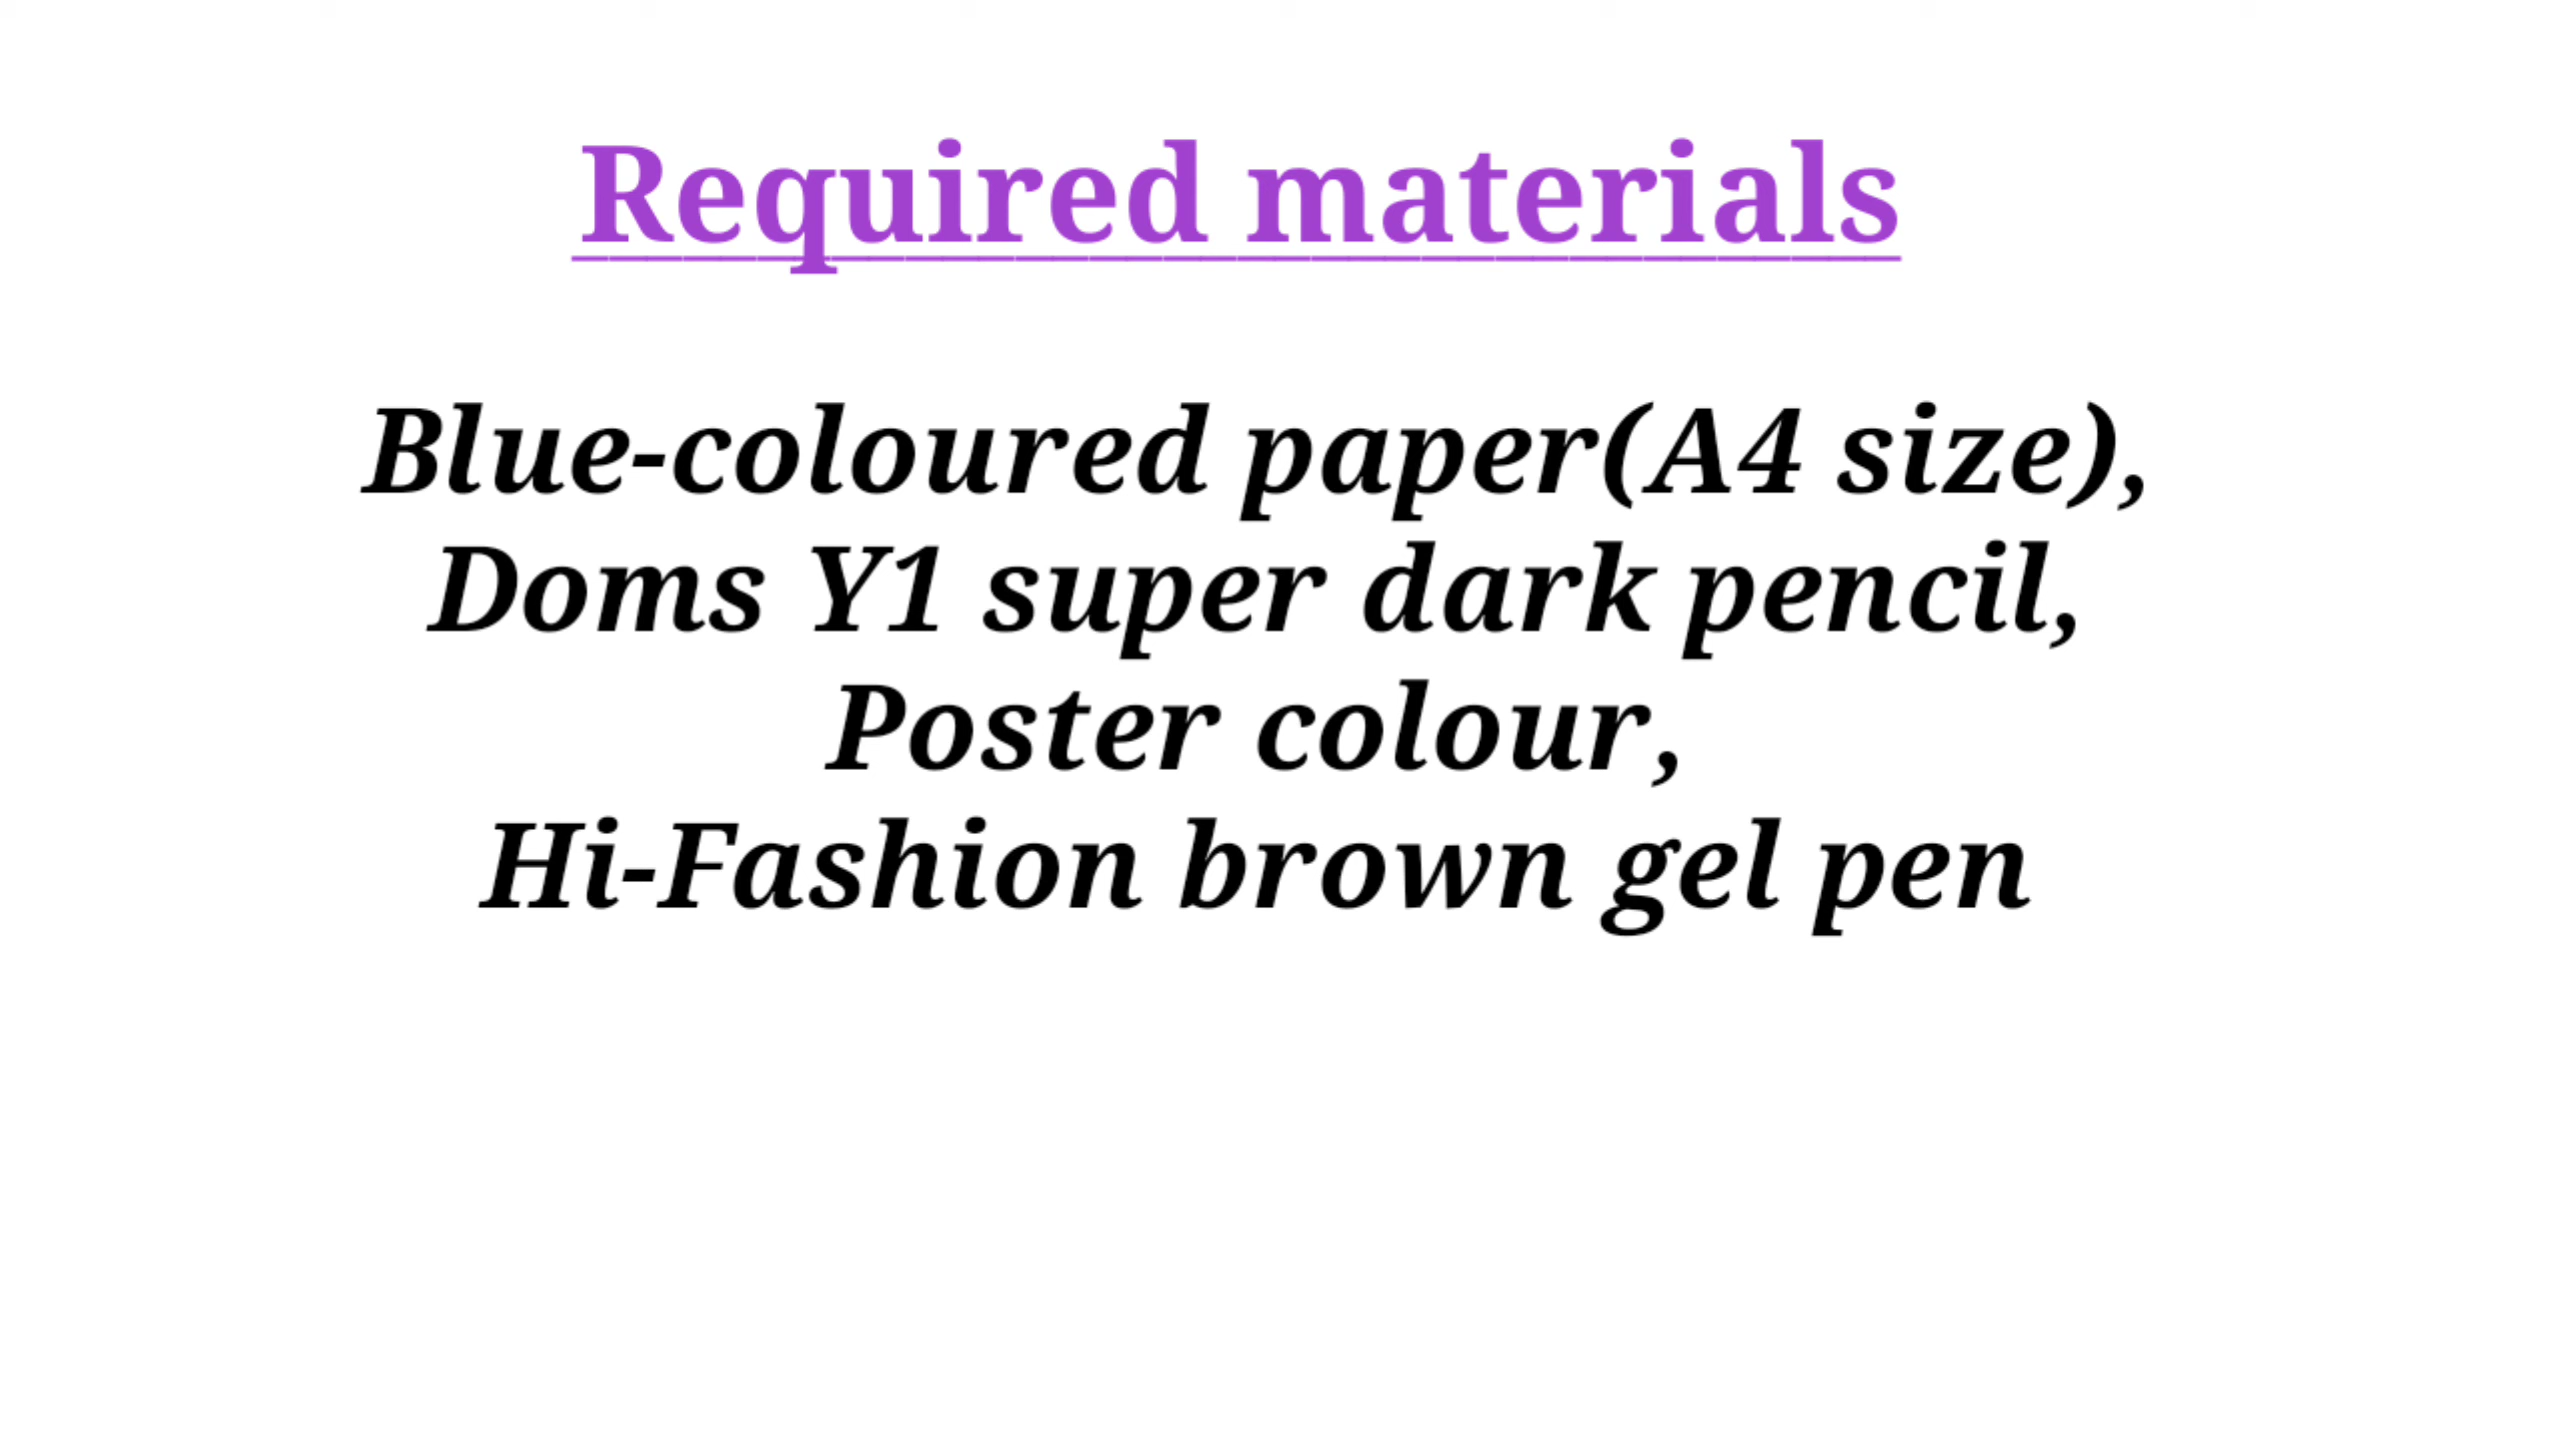 Required materials
Blue-coloured paper(A4 size),
Doms Y1 super dark pencil,
Poster colour,
Hi-Fashion brown gel pen